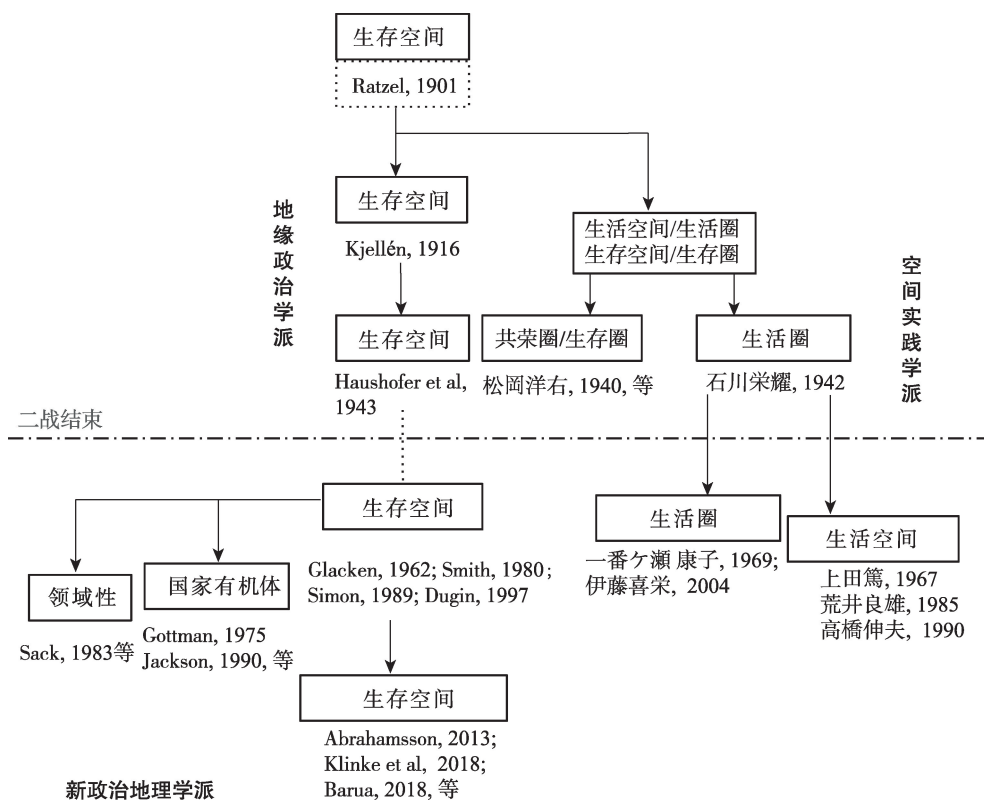 生存空间
Ratzel, 1901
生存空间
Kjellén, 1916
地缘政治学派
生活空间/生活圈
生存空间/生存圈
空间实践学派
生存空间
Haushofer et al,
1943
共荣圈/生存圈
松岡洋右, 1940, 等
生活圈
石川栄耀, 1942
二战结束
生存空间
Glacken, 1962; Smith, 1980;
Simon, 1989; Dugin, 1997
生活圈
一番ケ瀬 康子, 1969;
伊藤喜栄, 2004
生活空间
上田篤, 1967
荒井良雄, 1985
高橋伸夫, 1990
领域性
Sack, 1983等
国家有机体
Gottman, 1975
Jackson, 1990, 等
生存空间
Abrahamsson, 2013;
Klinke et al, 2018;
Barua, 2018, 等
新政治地理学派